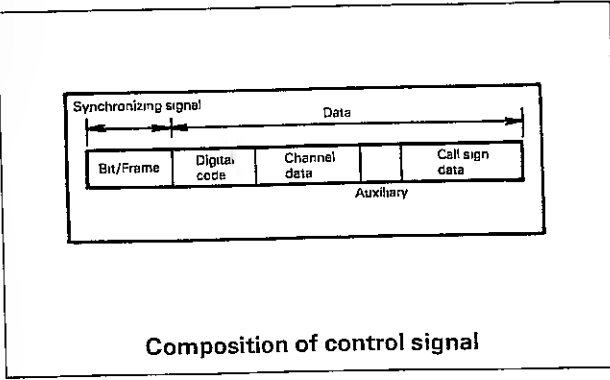 Synchronizing signal
Data
Bit/Frame
Digital
code
Channel
data
Call sign
data
Auxiliary
Composition of control signal